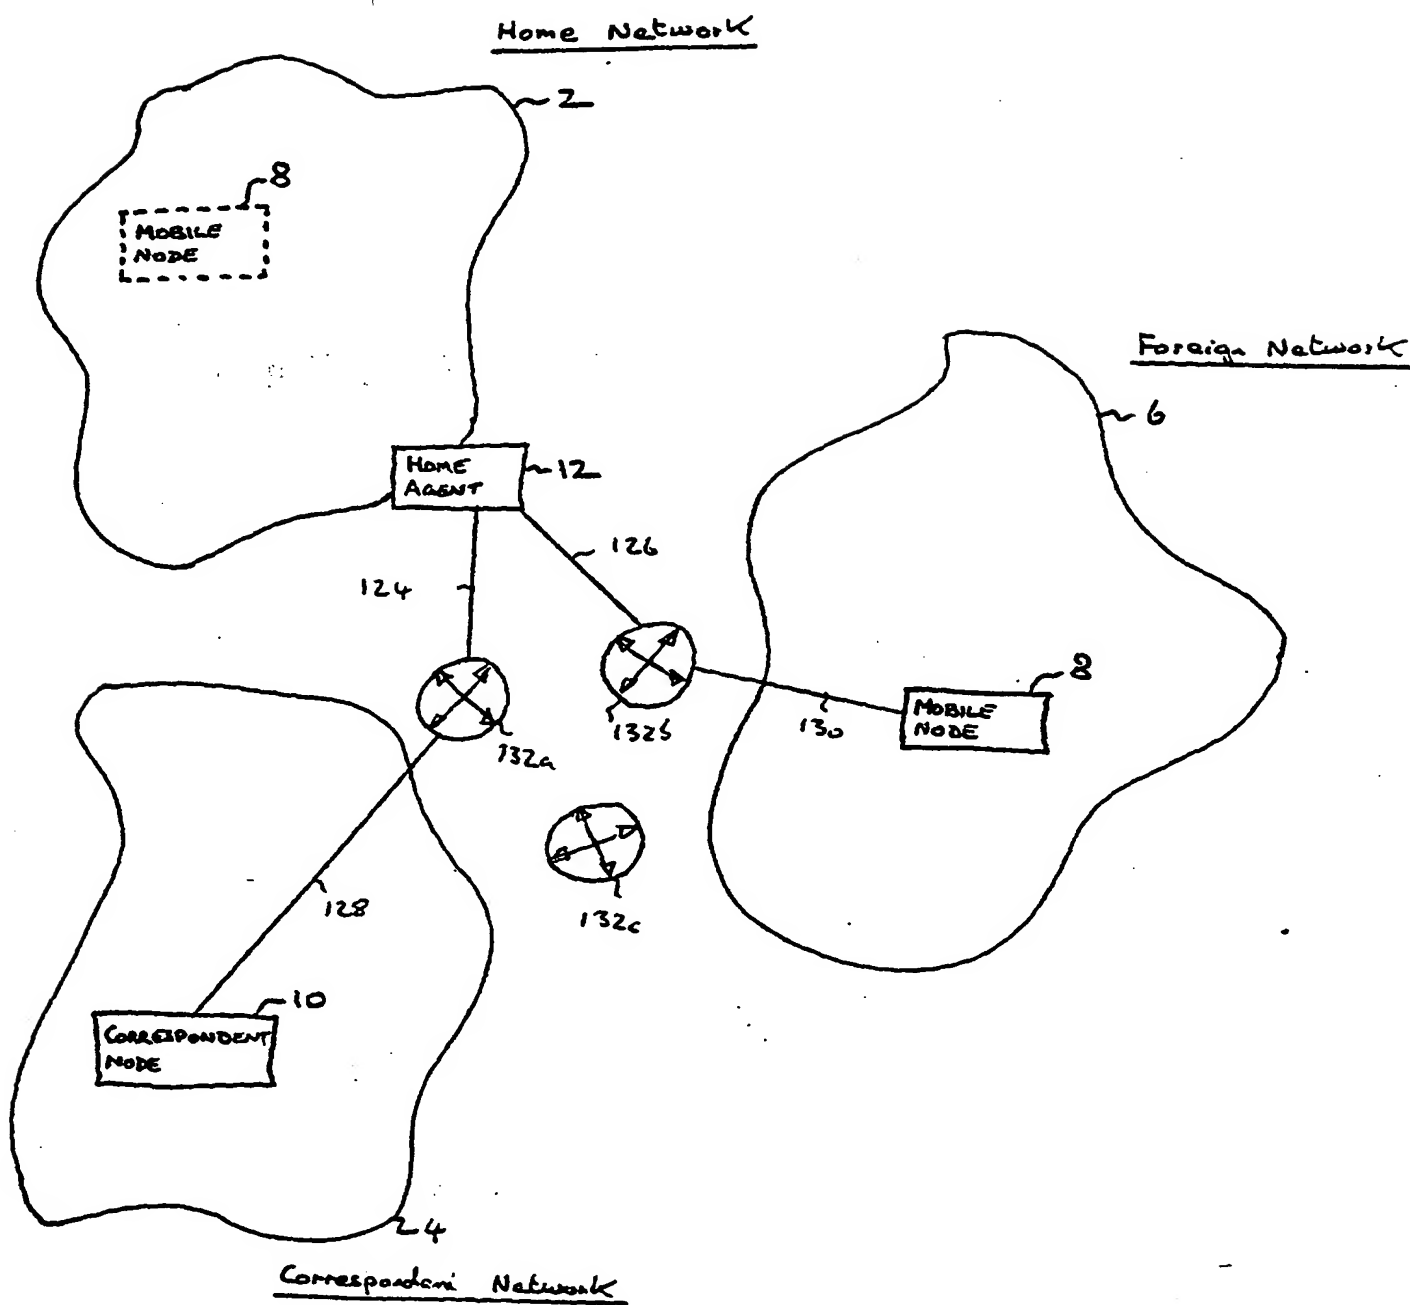 Home Network
2
8
MOBILE
NODE
Foreign Network
6
HOME
AGENT
12
126
124
8
MOBILE
NODE
130
132b
132a
128
132c
10
CORRESPONDENT
NODE
24
Correspondent Network